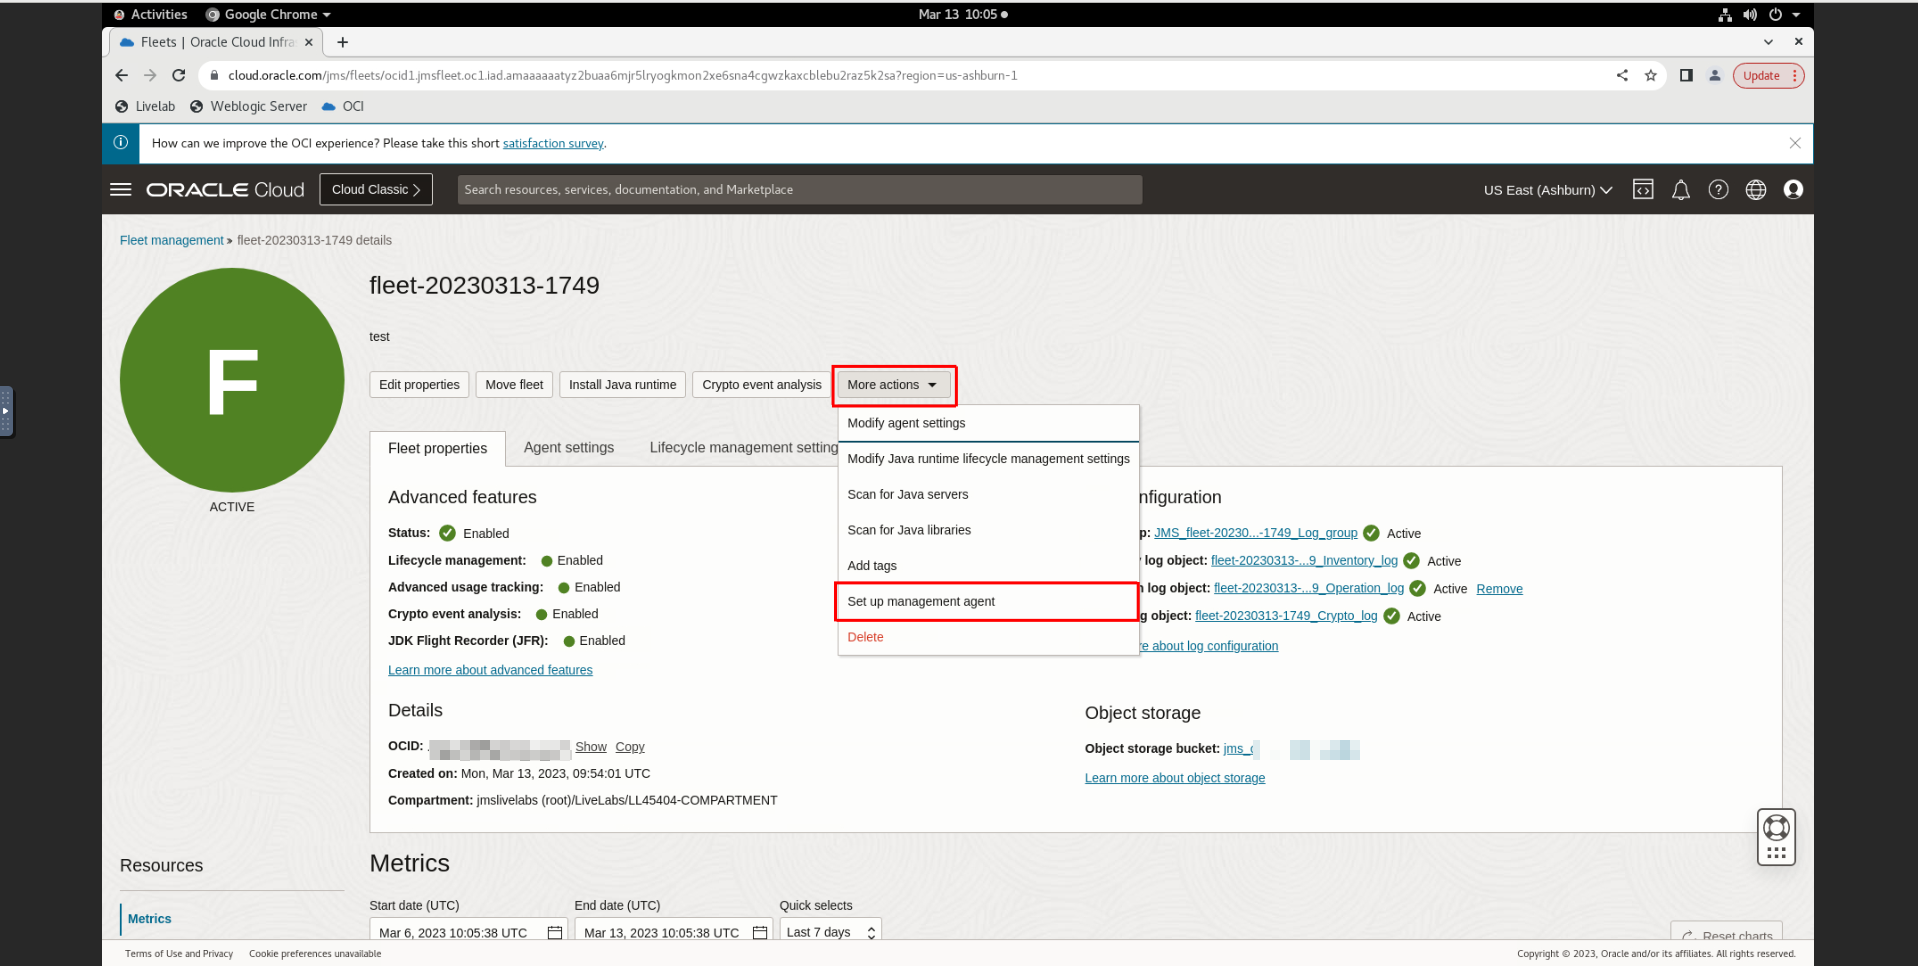 Activities
Google Chrome
Mar 13 10:05
Fleets | Oracle Cloud Infra
cloud.oracle.com/jms/fleets/ocid1.jmsfleet.oc1.iad.amaaaaaatyz2buaa6mjr5lryogkmon2xe6sna4cgwzkaxcblebu2raz5k2sa?region=us-ashburn-1
Update
Livelab
Weblogic Server
OCI
How can we improve the OCI experience? Please take this short satisfaction survey.
ORACLE Cloud
Cloud Classic
Search resources, services, documentation, and Marketplace
US East (Ashburn)
Fleet management » fleet-20230313-1749 details
F
ACTIVE
fleet-20230313-1749
test
Edit properties
Move fleet
Install Java runtime
Crypto event analysis
More actions
Modify agent settings
Modify Java runtime lifecycle management settings
Scan for Java servers
Scan for Java libraries
Add tags
Set up management agent
Delete
Fleet properties
Agent settings
Lifecycle management setting
Advanced features
Status: Enabled
Lifecycle management: Enabled
Advanced usage tracking: Enabled
Crypto event analysis: Enabled
JDK Flight Recorder (JFR): Enabled
Learn more about advanced features
nfiguration
p: JMS_fleet-20230...-1749_Log_group Active
log object: fleet-20230313-...9_Inventory_log Active
n log object: fleet-20230313-...9_Operation_log Active Remove
g object: fleet-20230313-1749_Crypto_log Active
re about log configuration
Details
OCID: Show Copy
Created on: Mon, Mar 13, 2023, 09:54:01 UTC
Compartment: jmslivelabs (root)/LiveLabs/LL45404-COMPARTMENT
Object storage
Object storage bucket: jms_
Learn more about object storage
Resources
Metrics
Metrics
Start date (UTC)
Mar 6, 2023 10:05:38 UTC
End date (UTC)
Mar 13, 2023 10:05:38 UTC
Quick selects
Last 7 days
Reset charts
Terms of Use and Privacy
Cookie preferences unavailable
Copyright © 2023, Oracle and/or its affiliates. All rights reserved.